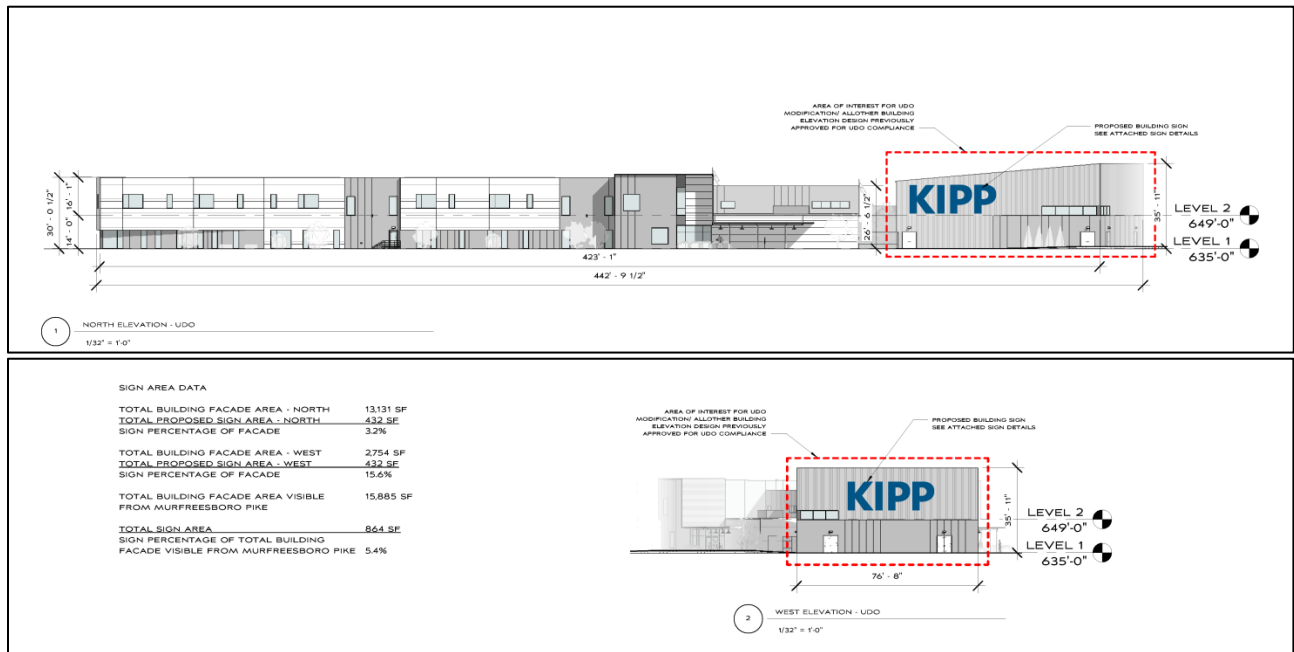 AREA OF INTEREST FOR UDO
MODIFICATION/ ALLOTHER BUILDING
ELEVATION DESIGN PREVIOUSLY
APPROVED FOR UDO COMPLIANCE
PROPOSED BUILDING SIGN
SEE ATTACHED SIGN DETAILS
KIPP
30' - 0 1/2"
16' - 1"
14' - 0"
26' - 6 1/2"
35' - 11"
LEVEL 2
649'-0"
LEVEL 1
635'-0"
423' - 1"
442' - 9 1/2"
1
NORTH ELEVATION - UDO
1/32" = 1'-0"
SIGN AREA DATA
TOTAL BUILDING FACADE AREA - NORTH 13,131 SF
TOTAL PROPOSED SIGN AREA - NORTH 432 SF
SIGN PERCENTAGE OF FACADE 3.2%
TOTAL BUILDING FACADE AREA - WEST 2,754 SF
TOTAL PROPOSED SIGN AREA - WEST 432 SF
SIGN PERCENTAGE OF FACADE 15.6%
TOTAL BUILDING FACADE AREA VISIBLE 15,885 SF
FROM MURFREESBORO PIKE
TOTAL SIGN AREA 864 SF
SIGN PERCENTAGE OF TOTAL BUILDING
FACADE VISIBLE FROM MURFREESBORO PIKE 5.4%
AREA OF INTEREST FOR UDO
MODIFICATION/ ALLOTHER BUILDING
ELEVATION DESIGN PREVIOUSLY
APPROVED FOR UDO COMPLIANCE
PROPOSED BUILDING SIGN
SEE ATTACHED SIGN DETAILS
KIPP
35' - 11"
LEVEL 2
649'-0"
LEVEL 1
635'-0"
76' - 8"
2
WEST ELEVATION - UDO
1/32" = 1'-0"